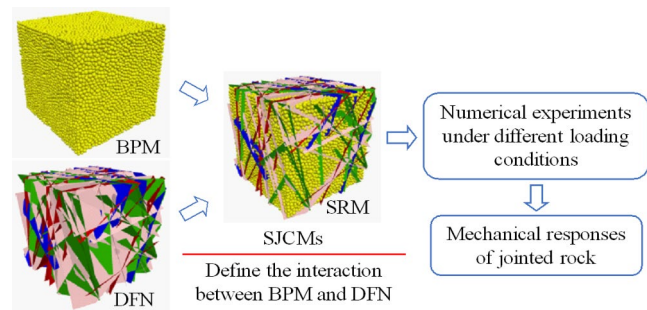 BPM
DFN
SRM
SJCMs
Define the interaction
between BPM and DFN
Numerical experiments
under different loading
conditions
Mechanical responses
of jointed rock